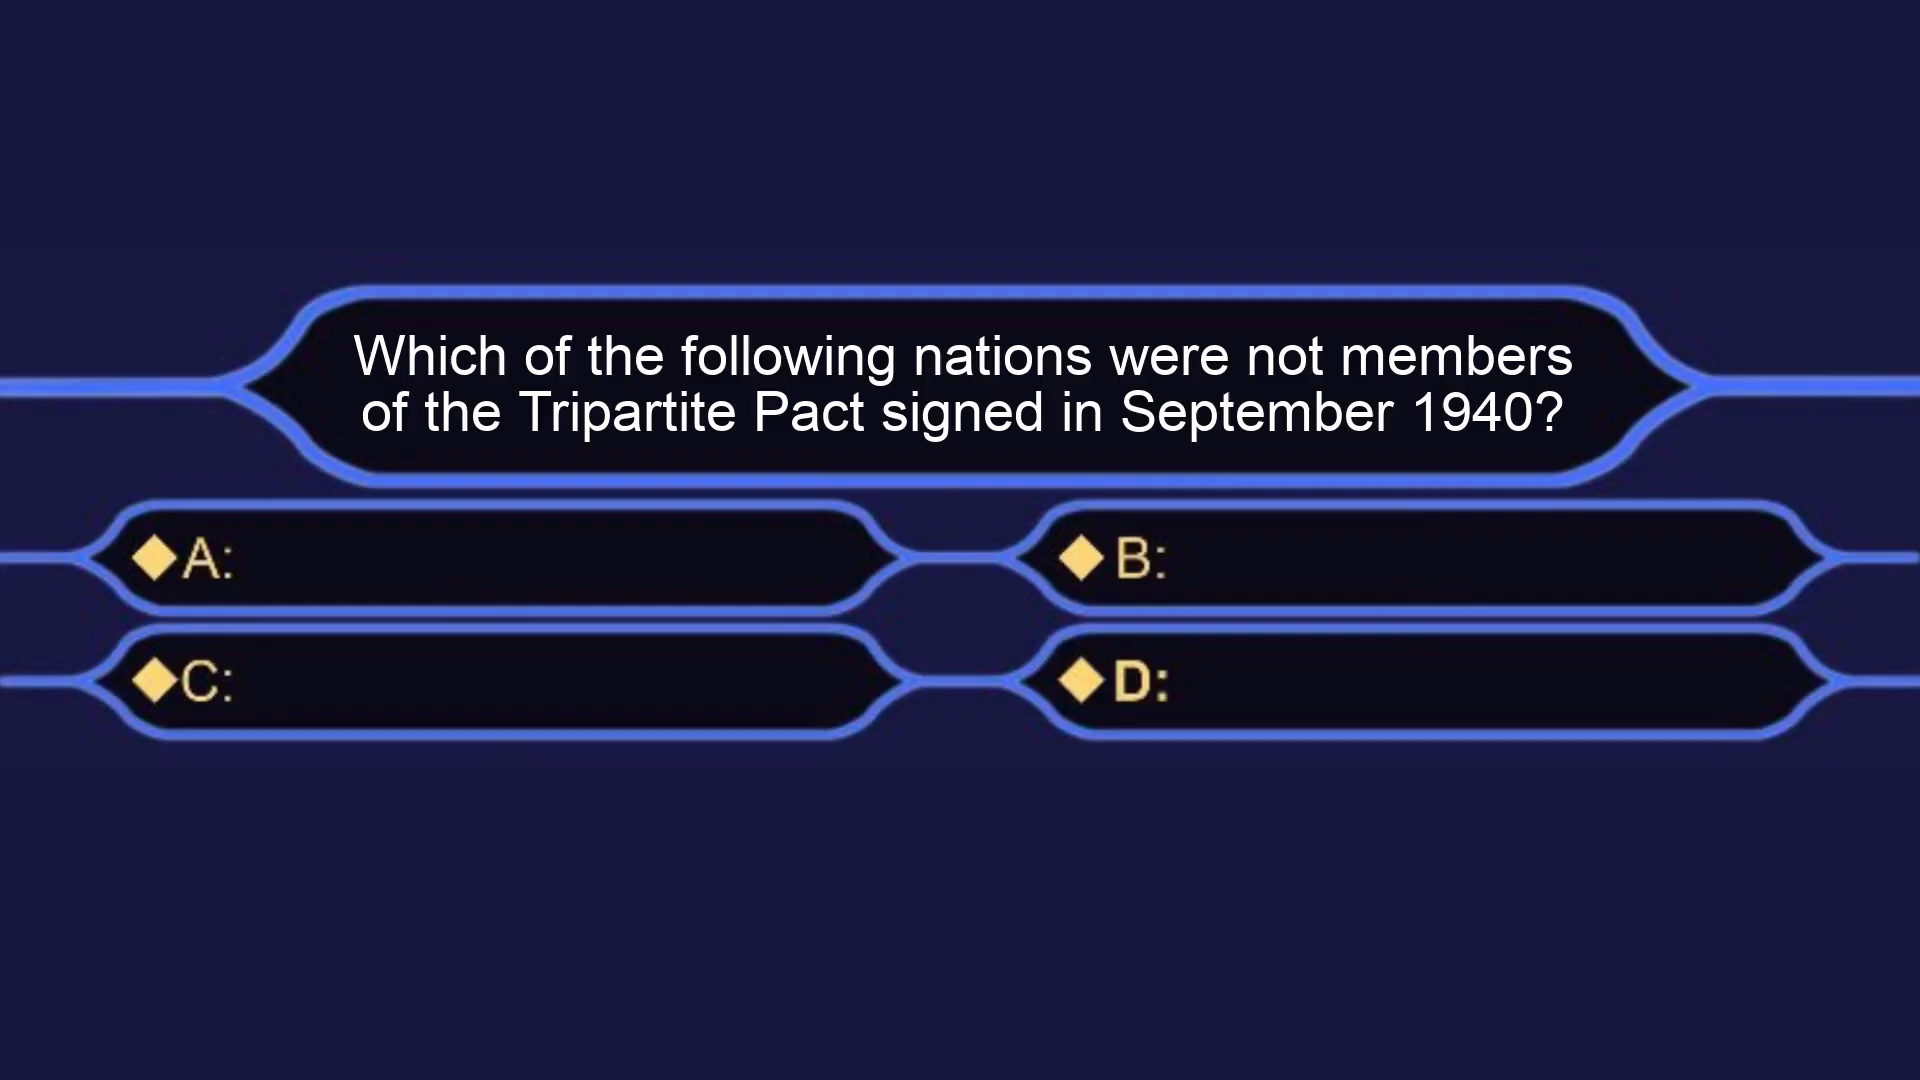 Which of the following nations were not members
of the Tripartite Pact signed in September 1940?
A:
B:
C:
D: